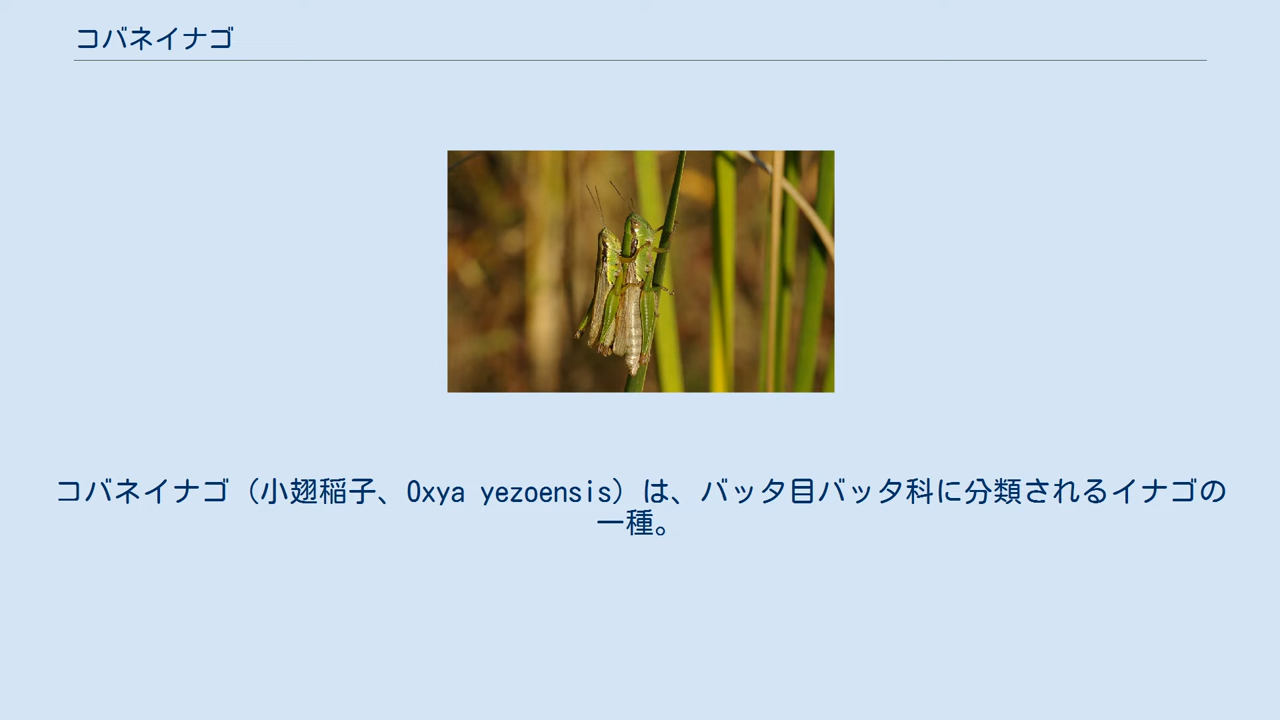 コバネイナゴ
コバネイナゴ（小翅稲子、Oxya yezoensis）は、バッタ目バッタ科に分類されるイナゴの
一種。